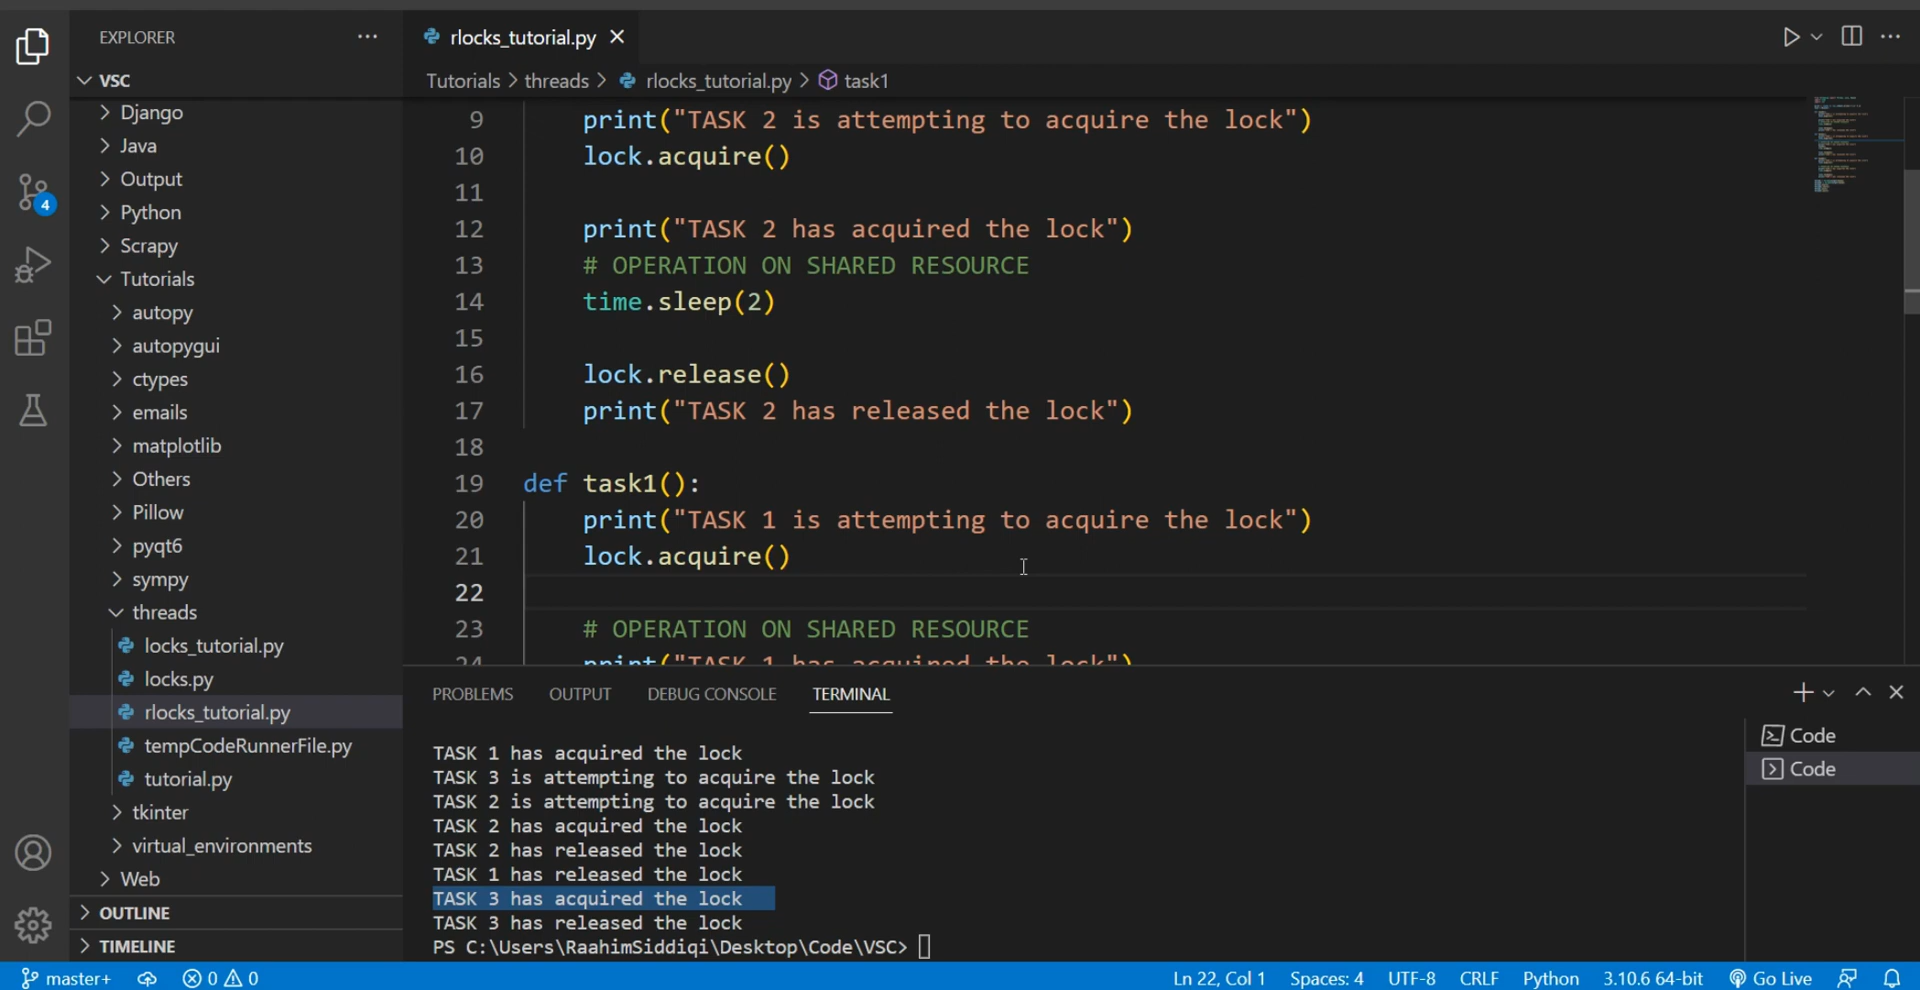 EXPLORER
rlocks_tutorial.py
VSC
Tutorials > threads > rlocks_tutorial.py > task1
Django
Java
Output
Python
Scrapy
Tutorials
autopy
autopygui
ctypes
emails
matplotlib
Others
Pillow
pyqt6
sympy
threads
locks_tutorial.py
locks.py
rlocks_tutorial.py
tempCodeRunnerFile.py
tutorial.py
tkinter
virtual_environments
Web
OUTLINE
TIMELINE
4
9 print("TASK 2 is attempting to acquire the lock")
10 lock.acquire()
11
12 print("TASK 2 has acquired the lock")
13 # OPERATION ON SHARED RESOURCE
14 time.sleep(2)
15
16 lock.release()
17 print("TASK 2 has released the lock")
18
19 def task1():
20 print("TASK 1 is attempting to acquire the lock")
21 lock.acquire()
22
23 # OPERATION ON SHARED RESOURCE
24 print("TASK 1 has acquired the lock")
PROBLEMS OUTPUT DEBUG CONSOLE TERMINAL
TASK 1 has acquired the lock
TASK 3 is attempting to acquire the lock
TASK 2 is attempting to acquire the lock
TASK 2 has acquired the lock
TASK 2 has released the lock
TASK 1 has released the lock
TASK 3 has acquired the lock
TASK 3 has released the lock
PS C:\Users\RaahimSiddiqi\Desktop\Code\VSC>
Code
Code
master+ 0 0 Ln 22, Col 1 Spaces: 4 UTF-8 CRLF Python 3.10.6 64-bit Go Live